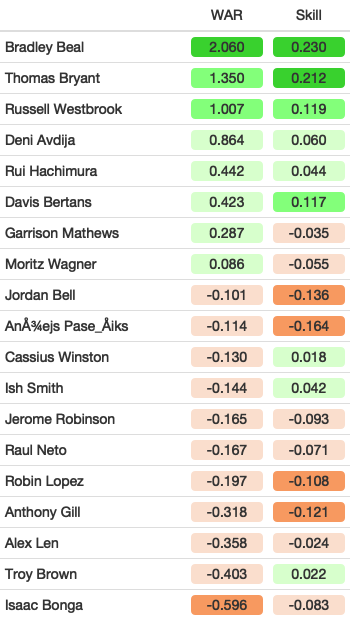 WAR Skill
Bradley Beal 2.060 0.230
Thomas Bryant 1.350 0.212
Russell Westbrook 1.007 0.119
Deni Avdija 0.864 0.060
Rui Hachimura 0.442 0.044
Davis Bertans 0.423 0.117
Garrison Mathews 0.287 -0.035
Moritz Wagner 0.086 -0.055
Jordan Bell -0.101 -0.136
AnÅ¾ejs Pase_Åiks -0.114 -0.164
Cassius Winston -0.130 0.018
Ish Smith -0.144 0.042
Jerome Robinson -0.165 -0.093
Raul Neto -0.167 -0.071
Robin Lopez -0.197 -0.108
Anthony Gill -0.318 -0.121
Alex Len -0.358 -0.024
Troy Brown -0.403 0.022
Isaac Bonga -0.596 -0.083